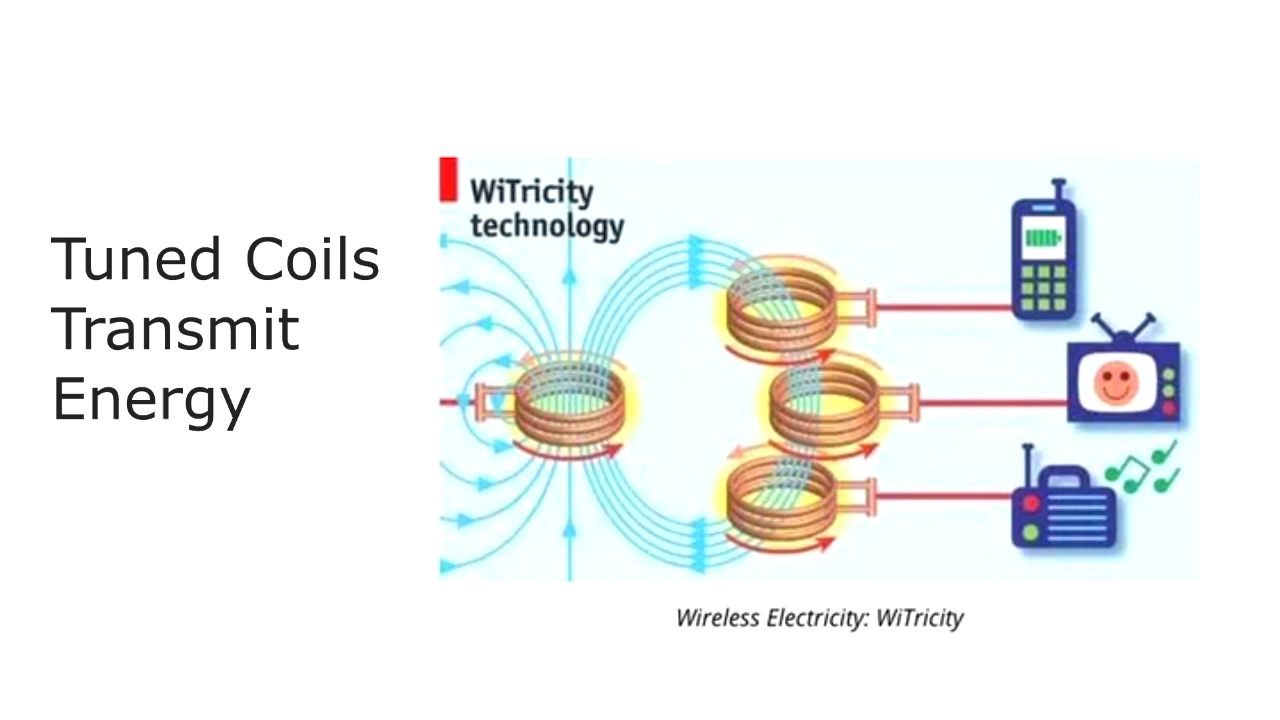 Tuned Coils
Transmit
Energy
WiTricity
technology
Wireless Electricity: WiTricity